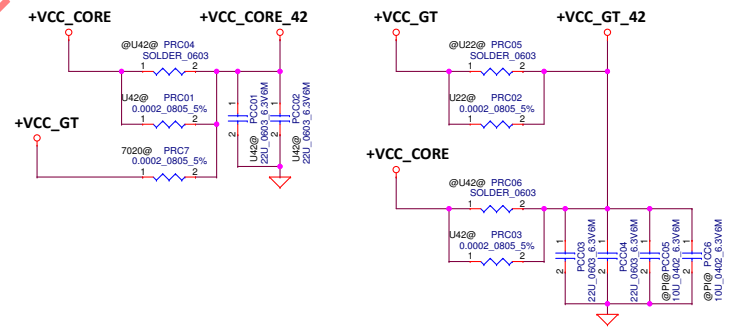 +VCC_CORE
+VCC_CORE_42
@U42@ PRC04
SOLDER_0603
1 2
U42@ PRC01
0.0002_0805_5%
1 2
+VCC_GT
7020@ PRC7
0.0002_0805_5%
1 2
1
2
U42@ PCC01
22U_0603_6.3V6M
1
2
U42@ PCC02
22U_0603_6.3V6M
+VCC_GT
+VCC_GT_42
@U22@ PRC05
SOLDER_0603
1 2
U22@ PRC02
0.0002_0805_5%
1 2
+VCC_CORE
@U42@ PRC06
SOLDER_0603
1 2
U42@ PRC03
0.0002_0805_5%
1 2
1
2
PCC03
22U_0603_6.3V6M
1
2
PCC04
22U_0603_6.3V6M
1
2
@PI@PCC05
10U_0402_6.3V6M
1
2
@PI@ PCC6
10U_0402_6.3V6M